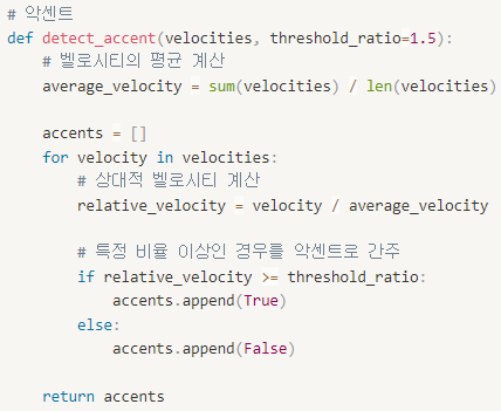 # 악센트
def detect_accent(velocities, threshold_ratio=1.5):
    # 벨로시티의 평균 계산
    average_velocity = sum(velocities) / len(velocities)

    accents = []
    for velocity in velocities:
        # 상대적 벨로시티 계산
        relative_velocity = velocity / average_velocity

        # 특정 비율 이상인 경우를 악센트로 간주
        if relative_velocity >= threshold_ratio:
            accents.append(True)
        else:
            accents.append(False)

    return accents